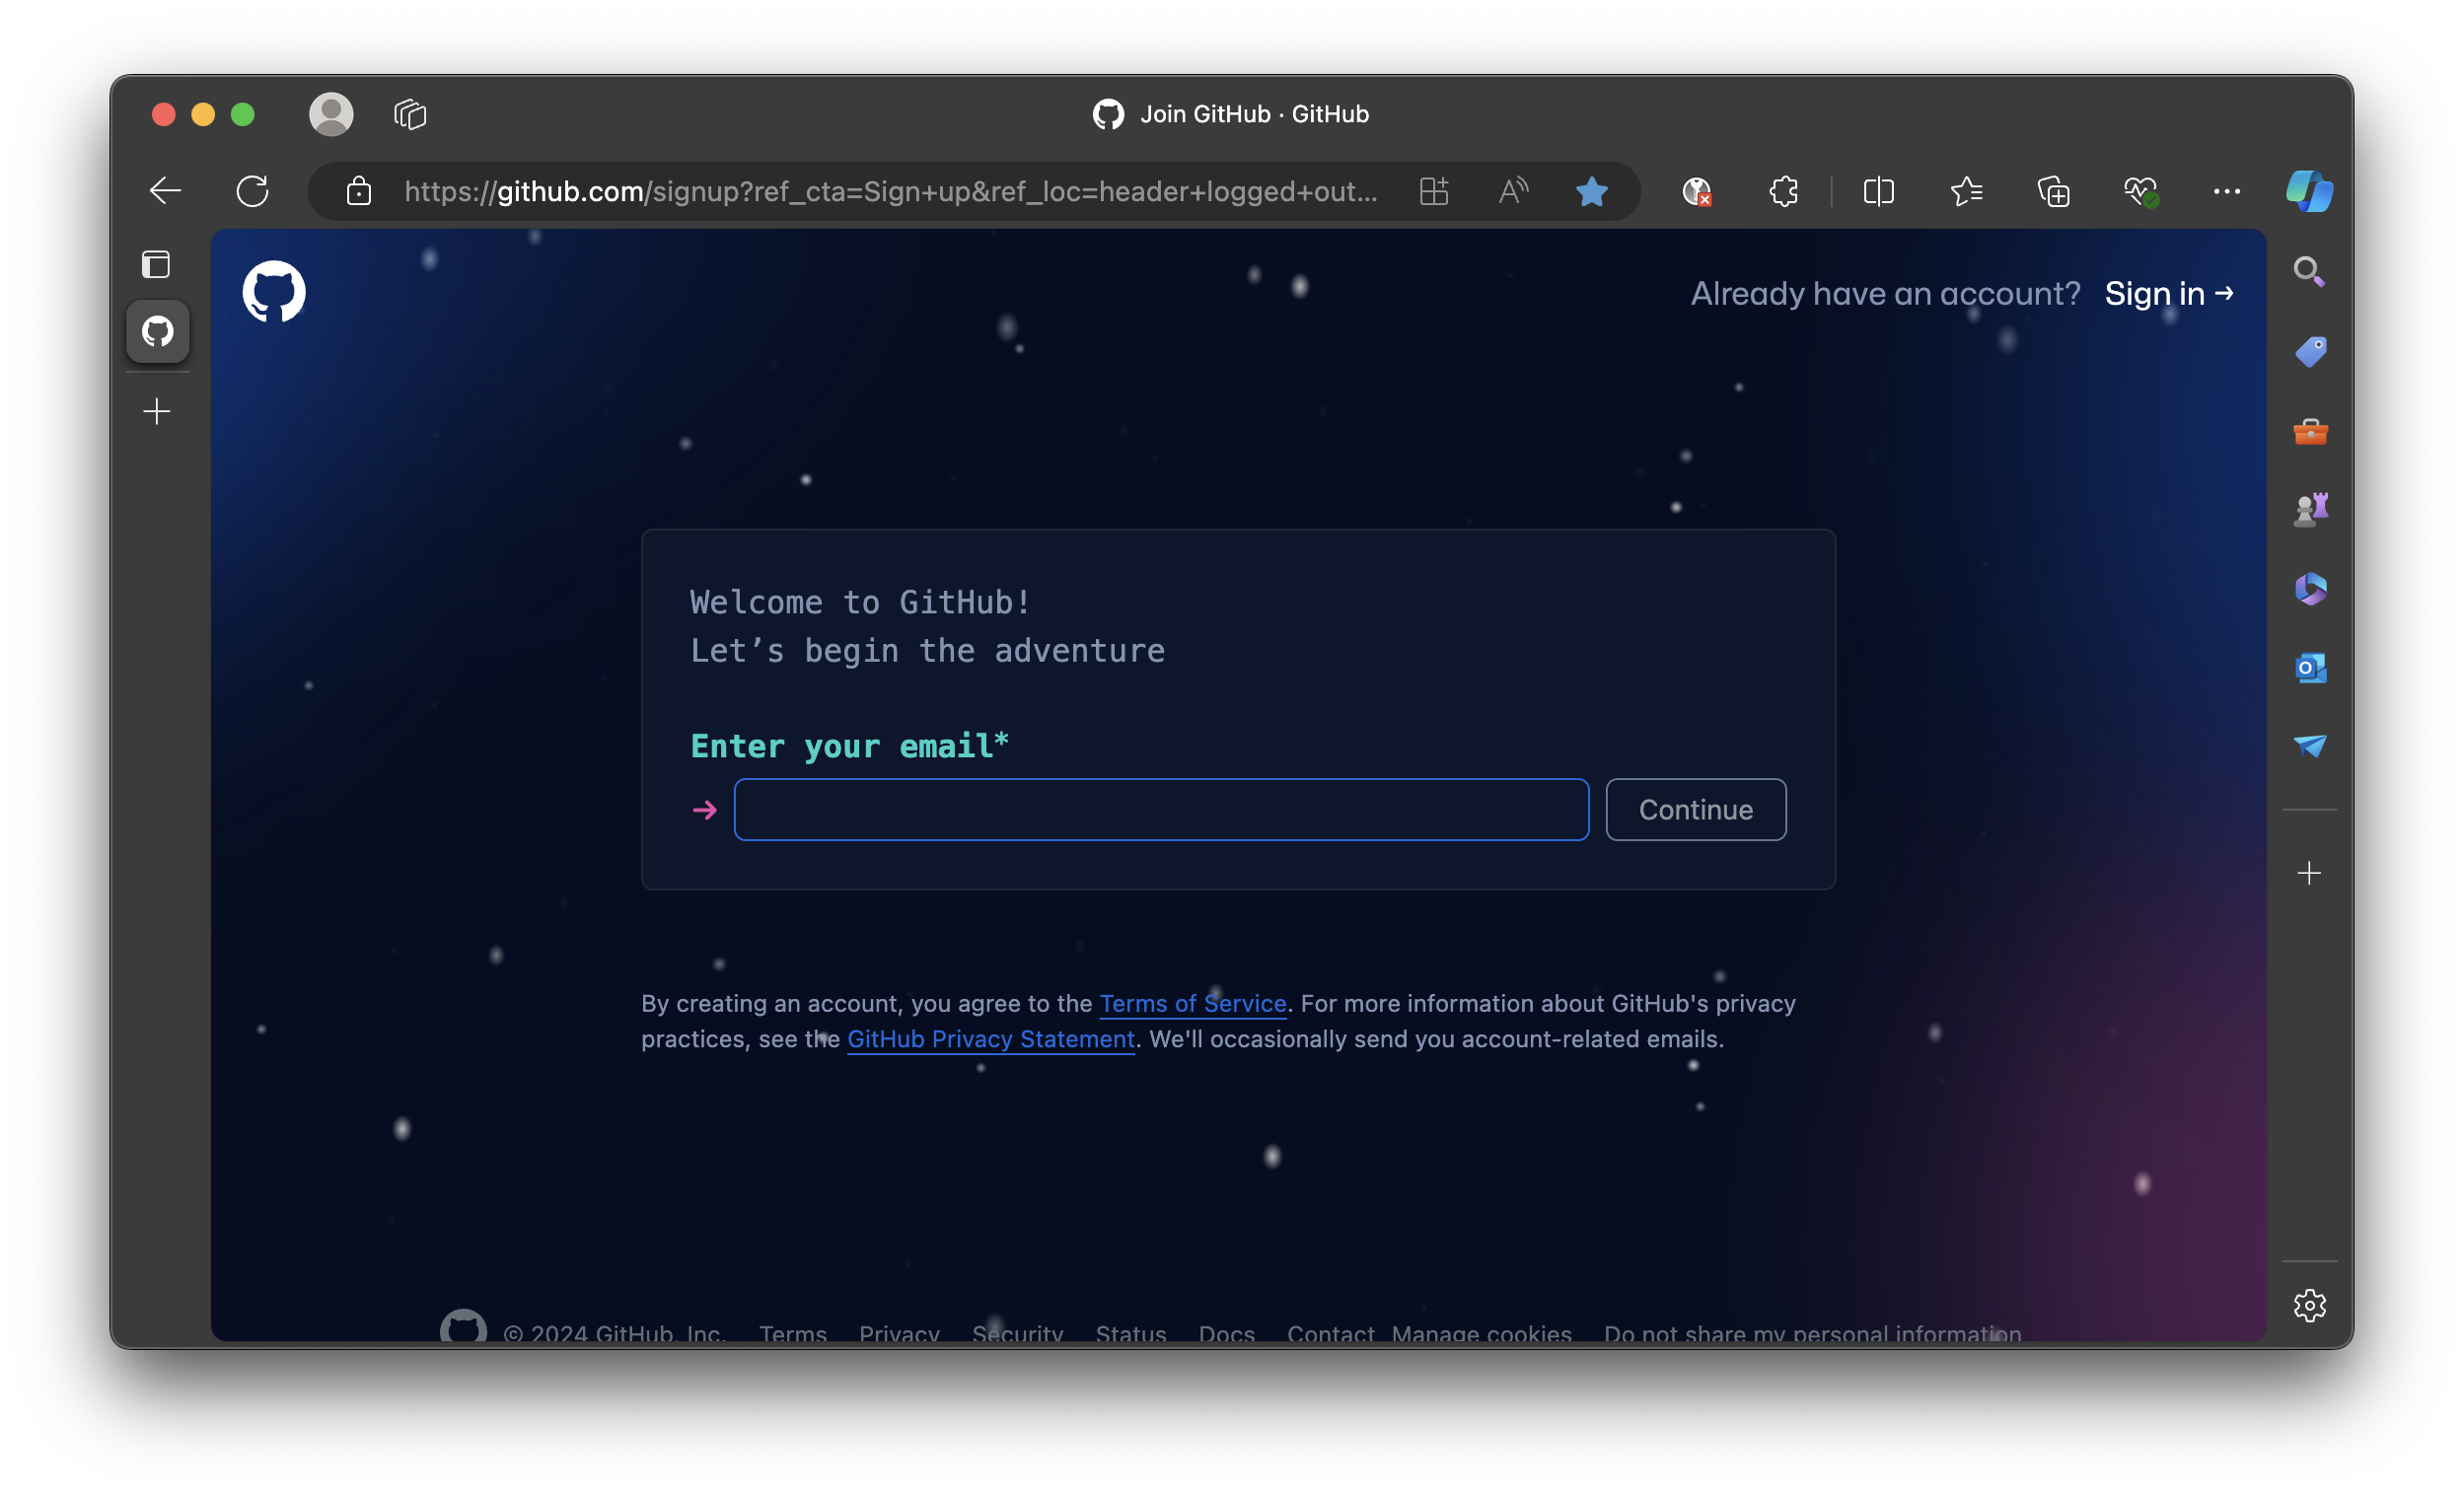 Join GitHub · GitHub
https://github.com/signup?ref_cta=Sign+up&ref_loc=header+logged+out...
Already have an account? Sign in →
Welcome to GitHub!
Let’s begin the adventure
Enter your email*
→ Continue
By creating an account, you agree to the Terms of Service. For more information about GitHub's privacy
practices, see the GitHub Privacy Statement. We'll occasionally send you account-related emails.
© 2024 GitHub, Inc. Terms Privacy Security Status Docs Contact Manage cookies Do not share my personal information